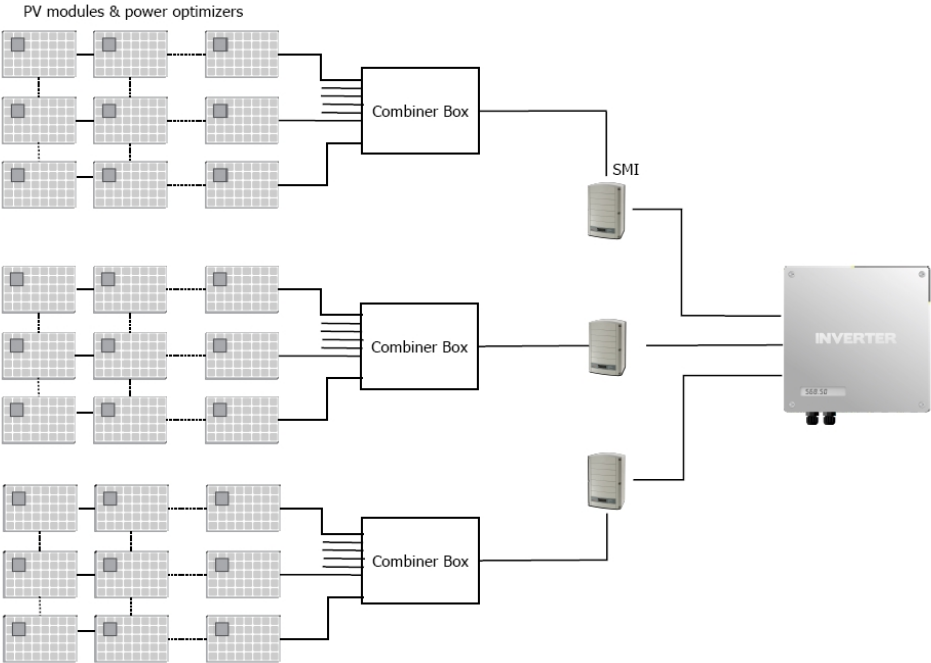 PV modules & power optimizers
Combiner Box
SMI
Combiner Box
INVERTER
Combiner Box